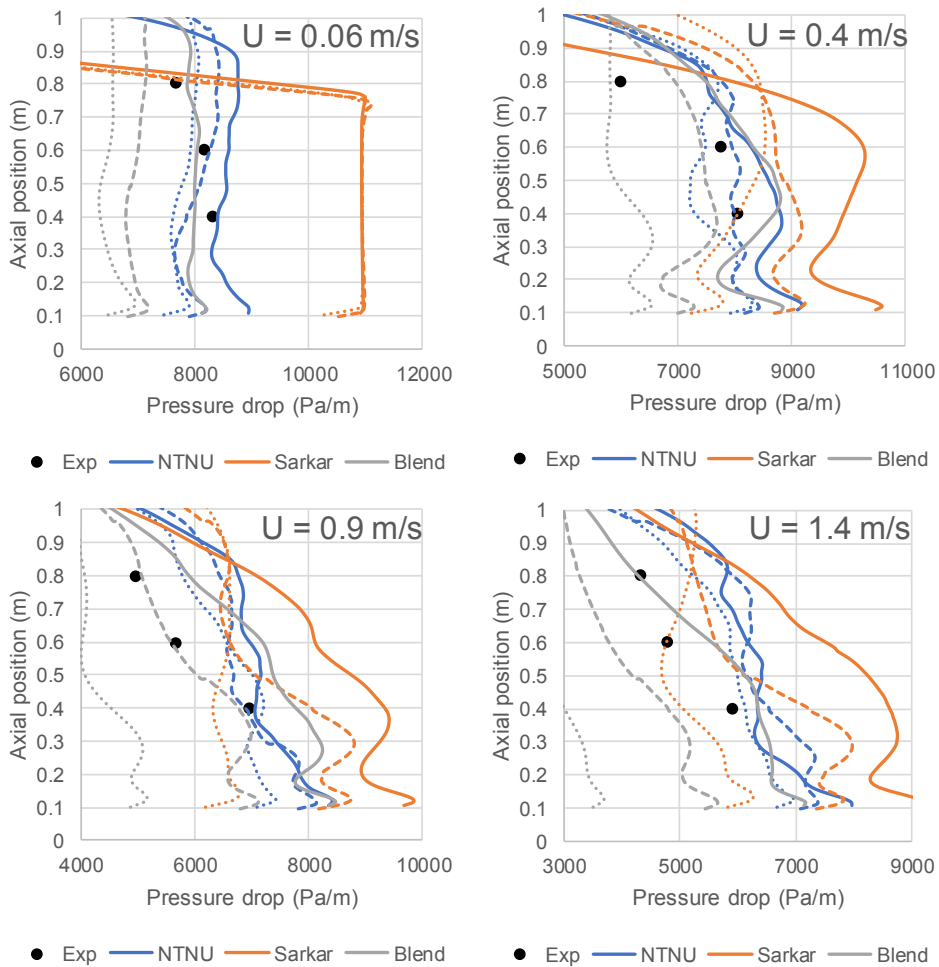 U = 0.06 m/s
Axial position (m)
1
0.9
0.8
0.7
0.6
0.5
0.4
0.3
0.2
0.1
0
6000 8000 10000 12000
Pressure drop (Pa/m)
Exp NTNU Sarkar Blend
U = 0.4 m/s
Axial position (m)
1
0.9
0.8
0.7
0.6
0.5
0.4
0.3
0.2
0.1
0
5000 7000 9000 11000
Pressure drop (Pa/m)
Exp NTNU Sarkar Blend
U = 0.9 m/s
Axial position (m)
1
0.9
0.8
0.7
0.6
0.5
0.4
0.3
0.2
0.1
0
4000 6000 8000 10000
Pressure drop (Pa/m)
Exp NTNU Sarkar Blend
U = 1.4 m/s
Axial position (m)
1
0.9
0.8
0.7
0.6
0.5
0.4
0.3
0.2
0.1
0
3000 5000 7000 9000
Pressure drop (Pa/m)
Exp NTNU Sarkar Blend